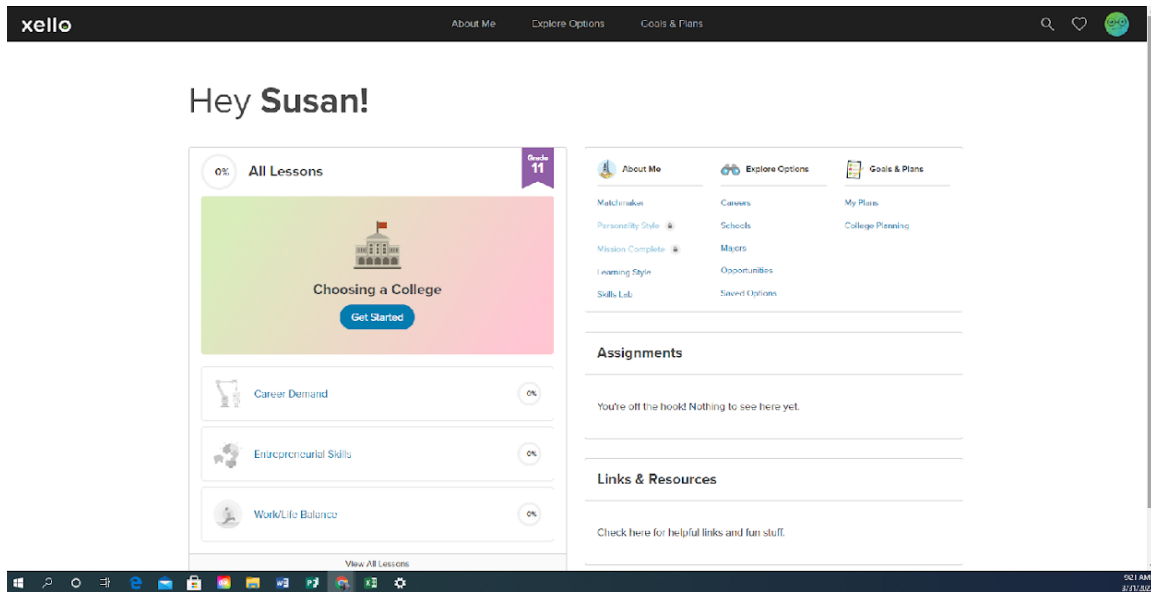 xello
About Me
Explore Options
Goals & Plans
Hey Susan!
0%
All Lessons
Grade
11
Choosing a College
Get Started
Career Demand
0%
Entrepreneurial Skills
0%
Work/Life Balance
0%
View All Lessons
About Me
Matchmaker
Personality Style
Mission Complete
Learning Style
Skills Lab
Explore Options
Careers
Schools
Majors
Opportunities
Saved Options
Goals & Plans
My Plans
College Planning
Assignments
You're off the hook! Nothing to see here yet.
Links & Resources
Check here for helpful links and fun stuff.
9:21 AM